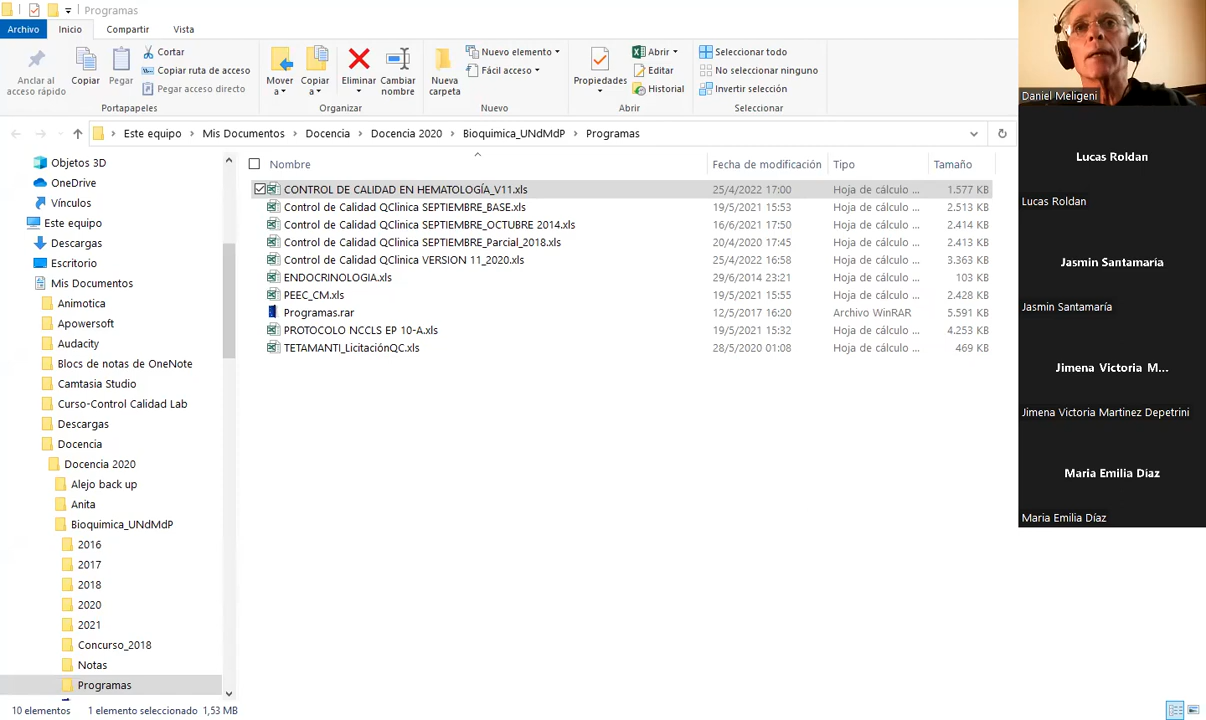 Programas
Archivo Inicio Compartir Vista
Anclar al acceso rápido
Copiar
Pegar
Cortar
Copiar ruta de acceso
Pegar acceso directo
Portapapeles
Mover a
Copiar a
Eliminar
Cambiar nombre
Organizar
Nueva carpeta
Nuevo elemento
Fácil acceso
Nuevo
Propiedades
Abrir
Editar
Historial
Abrir
Seleccionar todo
No seleccionar ninguno
Invertir selección
Seleccionar
Este equipo > Mis Documentos > Docencia > Docencia 2020 > Bioquimica_UNdMdP > Programas
Objetos 3D
OneDrive
Vínculos
Este equipo
Descargas
Escritorio
Mis Documentos
Animotica
Apowersoft
Audacity
Blocs de notas de OneNote
Camtasia Studio
Curso-Control Calidad Lab
Descargas
Docencia
Docencia 2020
Alejo back up
Anita
Bioquimica_UNdMdP
2016
2017
2018
2020
2021
Concurso_2018
Notas
Programas
Nombre Fecha de modificación Tipo Tamaño
CONTROL DE CALIDAD EN HEMATOLOGÍA_V11.xls 25/4/2022 17:00 Hoja de cálculo ... 1.577 KB
Control de Calidad QClinica SEPTIEMBRE_BASE.xls 19/5/2021 15:53 Hoja de cálculo ... 2.513 KB
Control de Calidad QClinica SEPTIEMBRE_OCTUBRE 2014.xls 16/6/2021 17:50 Hoja de cálculo ... 2.414 KB
Control de Calidad QClinica SEPTIEMBRE_Parcial_2018.xls 20/4/2020 17:45 Hoja de cálculo ... 2.413 KB
Control de Calidad QClinica VERSION 11_2020.xls 25/4/2022 16:58 Hoja de cálculo ... 3.363 KB
ENDOCRINOLOGIA.xls 29/6/2014 23:21 Hoja de cálculo ... 103 KB
PEEC_CM.xls 19/5/2021 15:55 Hoja de cálculo ... 2.428 KB
Programas.rar 12/5/2017 16:20 Archivo WinRAR 5.591 KB
PROTOCOLO NCCLS EP 10-A.xls 19/5/2021 15:32 Hoja de cálculo ... 4.253 KB
TETAMANTI_LicitaciónQC.xls 28/5/2020 01:08 Hoja de cálculo ... 469 KB
10 elementos 1 elemento seleccionado 1,53 MB
Daniel Meligeni
Lucas Roldan
Lucas Roldan
Jasmin Santamaría
Jasmin Santamaría
Jimena Victoria M...
Jimena Victoria Martinez Depetrini
Maria Emilia Díaz
Maria Emilia Díaz